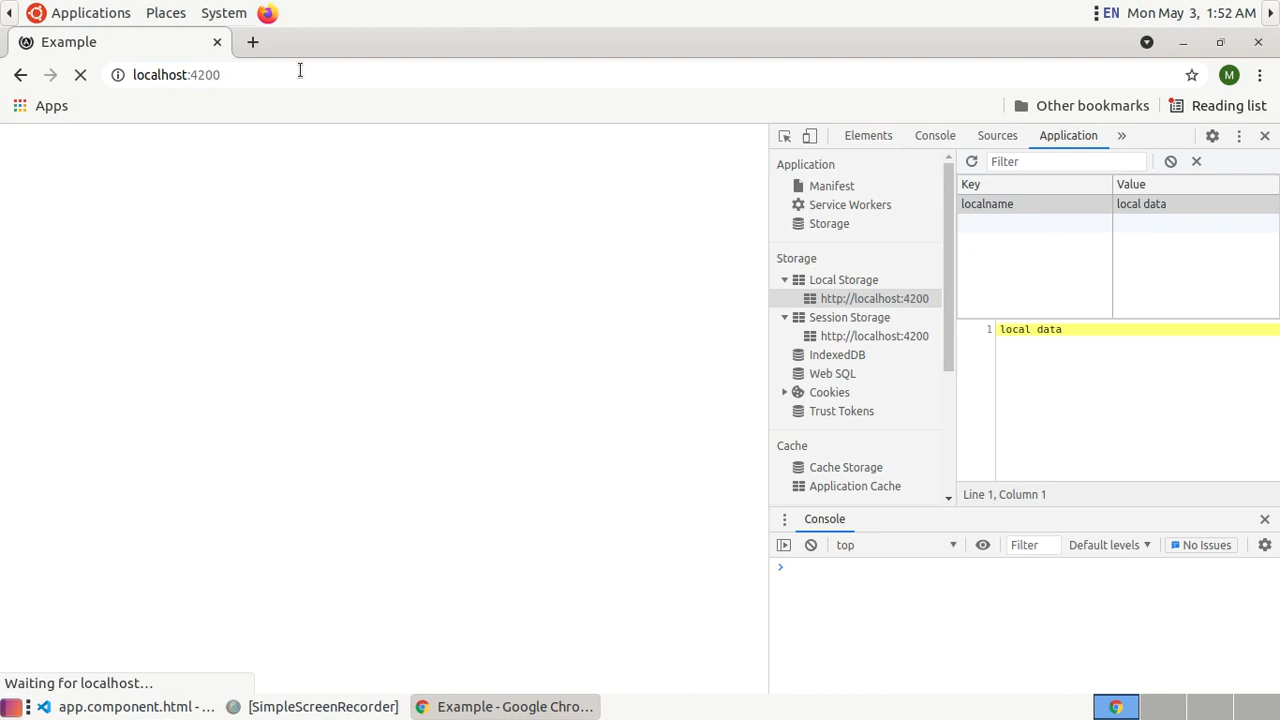 Applications Places System EN Mon May 3, 1:52 AM
Example
localhost:4200 M
Apps Other bookmarks Reading list
Elements Console Sources Application
Application
Manifest
Service Workers
Storage
Storage
Local Storage
http://localhost:4200
Session Storage
http://localhost:4200
IndexedDB
Web SQL
Cookies
Trust Tokens
Cache
Cache Storage
Application Cache
Filter
Key Value
localname local data
1 local data
Line 1, Column 1
Console
top Filter Default levels No Issues
Waiting for localhost...
app.component.html - ... [SimpleScreenRecorder] Example - Google Chro...